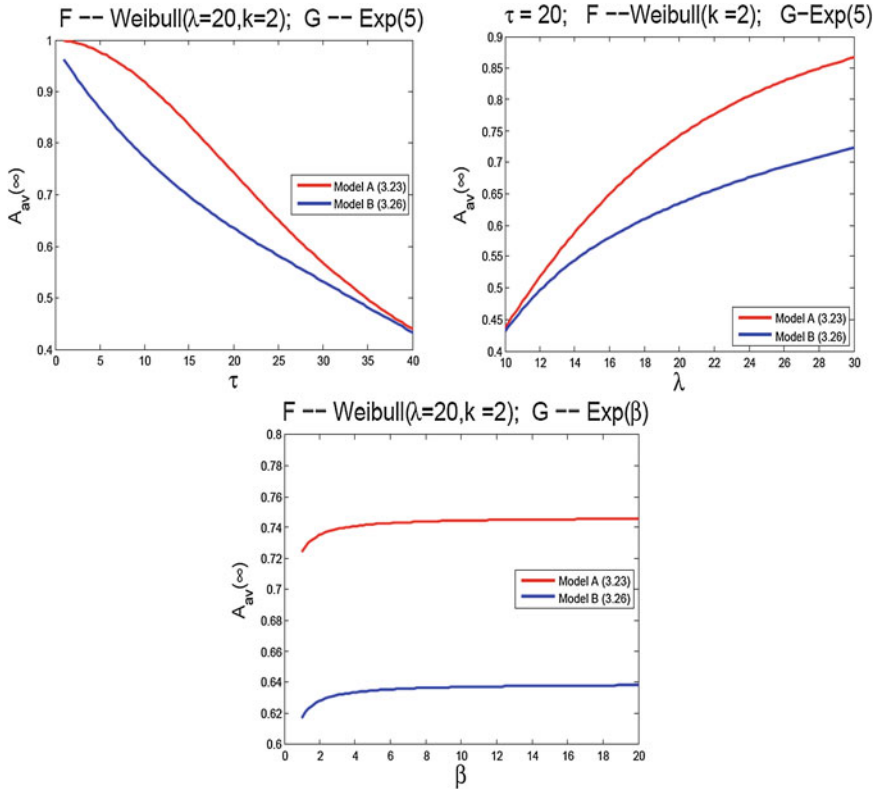 F −− Weibull(λ=20,k=2);  G −− Exp(5)
1
0.9
0.8
0.7
0.6
0.5
0.4
A_av(∞)
0 5 10 15 20 25 30 35 40
τ
Model A (3.23)
Model B (3.26)
τ = 20;   F −−Weibull(k =2);   G−Exp(5)
0.9
0.85
0.8
0.75
0.7
0.65
0.6
0.55
0.5
0.45
0.4
A_av(∞)
10 12 14 16 18 20 22 24 26 28 30
λ
Model A (3.23)
Model B (3.26)
F −− Weibull(λ=20,k =2);  G −− Exp(β)
0.8
0.78
0.76
0.74
0.72
0.7
0.68
0.66
0.64
0.62
0.6
A_av(∞)
0 2 4 6 8 10 12 14 16 18 20
β
Model A (3.23)
Model B (3.26)